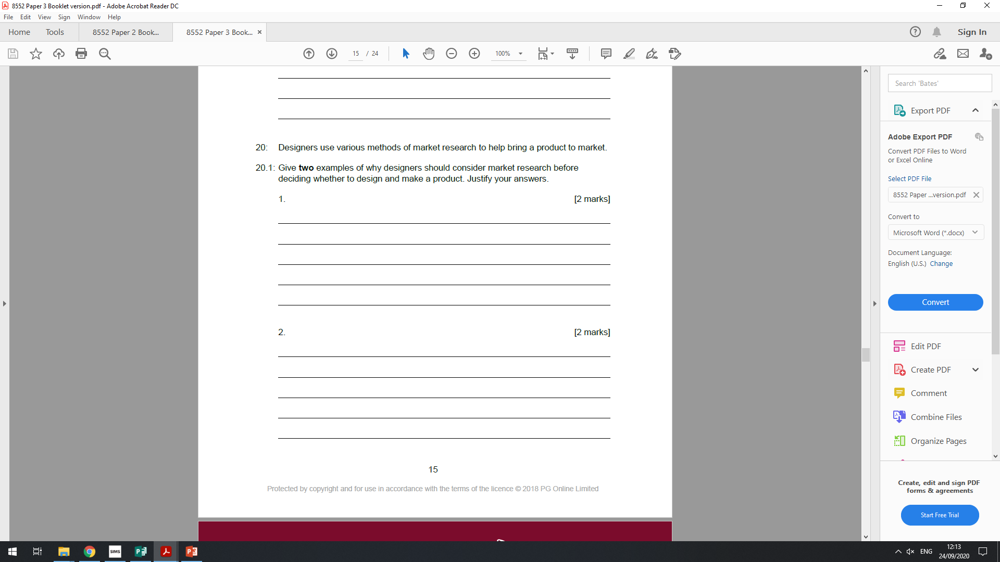 8552 Paper 3 Booklet version.pdf - Adobe Acrobat Reader DC
File Edit View Sign Window Help
Home Tools 8552 Paper 2 Book... 8552 Paper 3 Book... × Sign In
15 / 24 100%
20: Designers use various methods of market research to help bring a product to market.
20.1: Give two examples of why designers should consider market research before
deciding whether to design and make a product. Justify your answers.
1. [2 marks]
2. [2 marks]
15
Protected by copyright and for use in accordance with the terms of the licence © 2018 PG Online Limited
Search 'Bates'
Export PDF
Adobe Export PDF
Convert PDF Files to Word
or Excel Online
Select PDF File
8552 Paper ...version.pdf
Convert to
Microsoft Word (*.docx)
Document Language:
English (U.S.) Change
Convert
Edit PDF
Create PDF
Comment
Combine Files
Organize Pages
Create, edit and sign PDF
forms & agreements
Start Free Trial
SIMS
ENG
12:13
24/09/2020